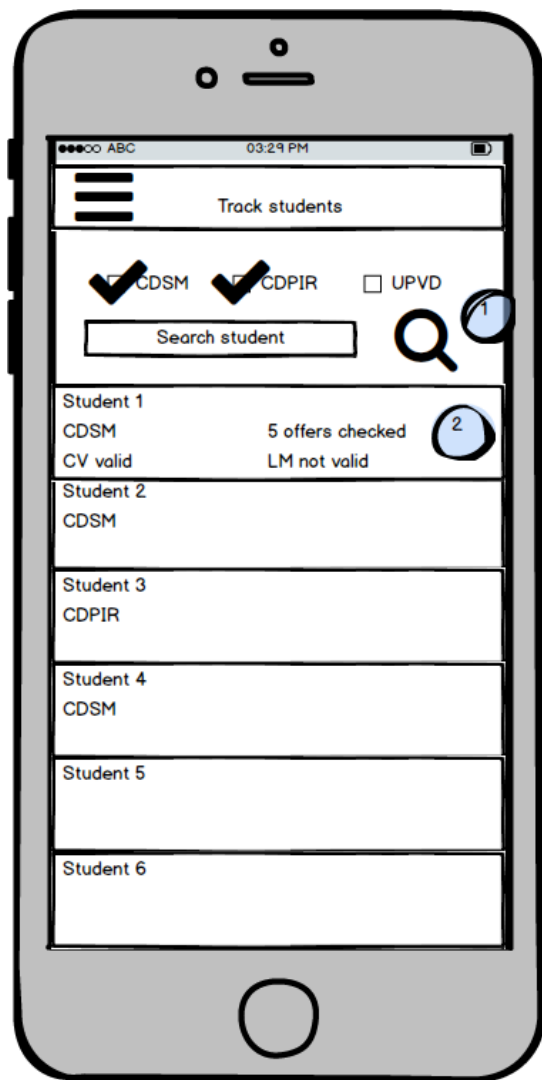 ABC 03:29 PM
Track students
CDSM CDPIR UPVD
1
Search student
Student 1
CDSM 5 offers checked
2
CV valid LM not valid
Student 2
CDSM
Student 3
CDPIR
Student 4
CDSM
Student 5
Student 6